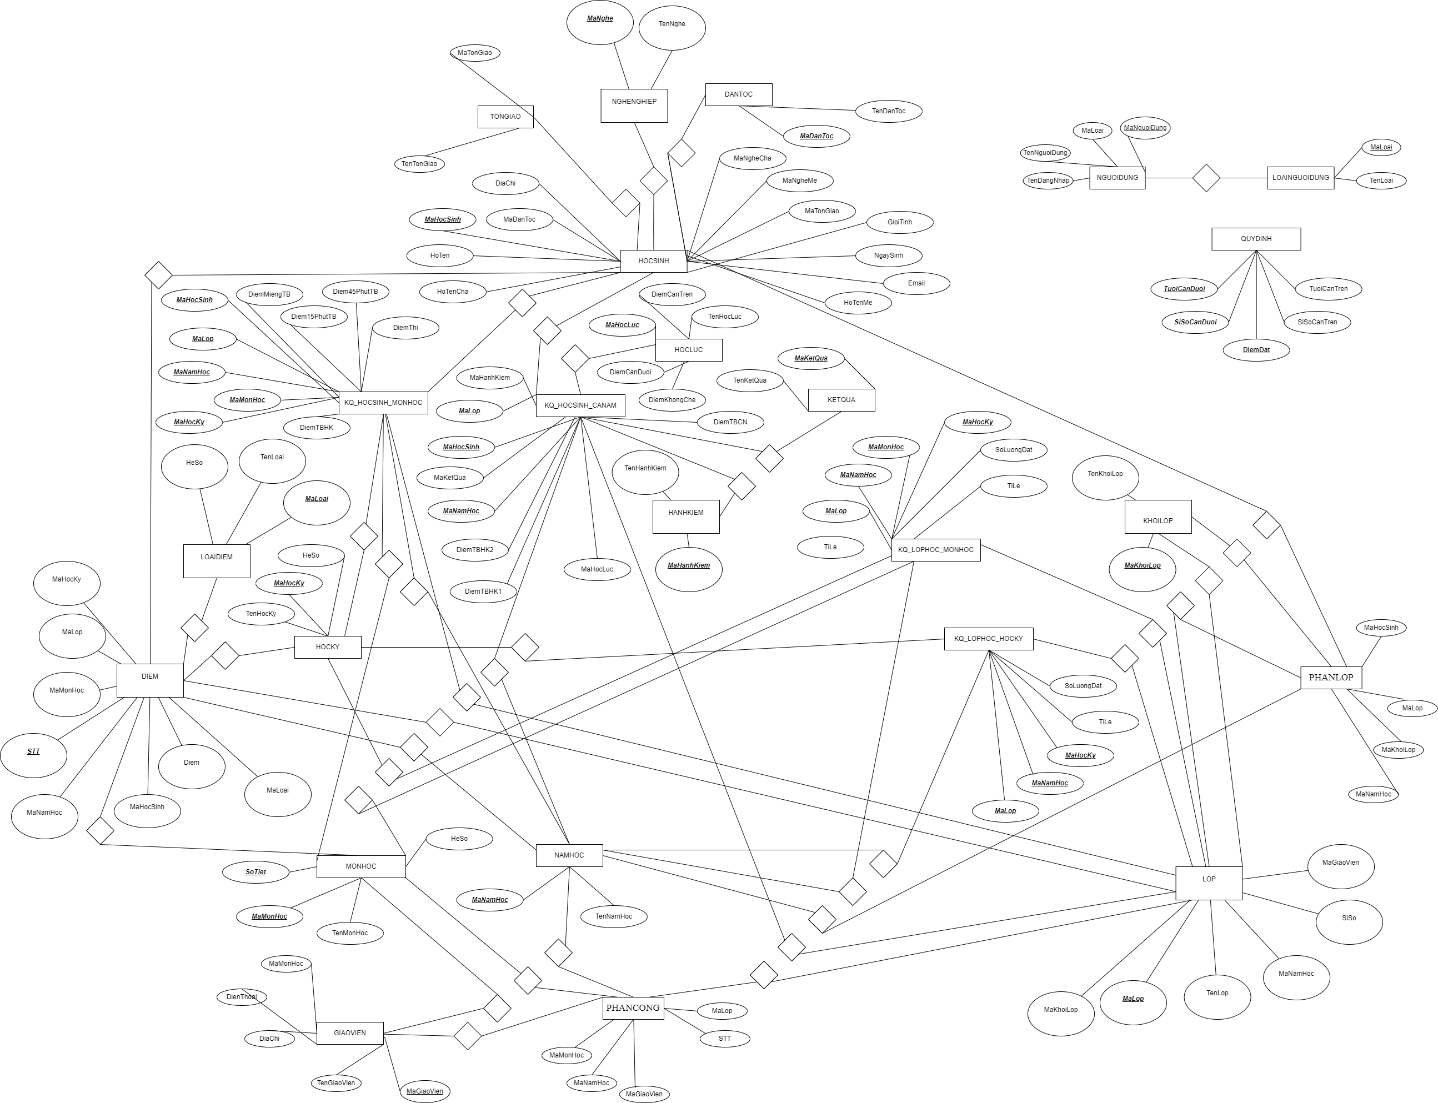 MaNghe
TenNghe
MaTonGiao
NGHENGHIEP
DANTOC
TONGIAO
TenDanToc
MaDanToc
TenTonGiao
MaLoai
MaNguoiDung
TenNguoiDung
TenDangNhap
NGUOIDUNG
LOAINGUOIDUNG
MaLoai
TenLoai
DiaChi
MaNgheCha
MaNgheMe
MaHocSinh
MaDanToc
MaTonGiao
GioiTinh
HoTen
HOCSINH
NgaySinh
HoTenCha
Email
HoTenMe
QUYDINH
TuoiCanDuoi
TuoiCanTren
SiSoCanDuoi
SiSoCanTren
DiemDat
MaHocSinh
DiemMiengTB
Diem45PhutTB
Diem15PhutTB
DiemThi
MaLop
MaNamHoc
MaMonHoc
MaHocKy
KQ_HOCSINH_MONHOC
DiemTBHK
DiemCanTren
MaHocLuc
TenHocLuc
HOCLUC
DiemCanDuoi
DiemKhongChe
MaKetQua
TenKetQua
KETQUA
MaHanhKiem
MaLop
KQ_HOCSINH_CANAM
DiemTBCN
MaHocSinh
MaKetQua
MaNamHoc
DiemTBHK2
DiemTBHK1
MaHocLuc
TenHanhKiem
HANHKIEM
MaHanhKiem
MaHocKy
MaMonHoc
SoLuongDat
MaNamHoc
TiLe
MaLop
TiLe
KQ_LOPHOC_MONHOC
TenKhoiLop
KHOILOP
MaKhoiLop
HeSo
TenLoai
MaLoai
LOAIDIEM
HeSo
MaHocKy
TenHocKy
HOCKY
MaHocKy
MaLop
DIEM
MaMonHoc
STT
MaNamHoc
MaHocSinh
Diem
MaLoai
KQ_LOPHOC_HOCKY
SoLuongDat
TiLe
MaHocKy
MaNamHoc
MaLop
MaHocSinh
PHANLOP
MaLop
MaKhoiLop
MaNamHoc
HeSo
SoTiet
MONHOC
MaMonHoc
TenMonHoc
NAMHOC
MaNamHoc
TenNamHoc
LOP
MaGiaoVien
SiSo
MaNamHoc
TenLop
MaLop
MaKhoiLop
MaMonHoc
DienThoai
DiaChi
GIAOVIEN
TenGiaoVien
MaGiaoVien
PHANCONG
MaLop
STT
MaMonHoc
MaNamHoc
MaGiaoVien